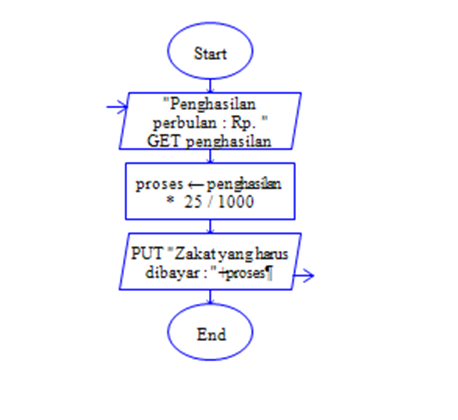 Start
"Penghasilan
perbulan : Rp. "
GET penghasilan
proses ← penghasilan
* 25 / 1000
PUT "Zakat yang harus
dibayar : "+proses¶
End